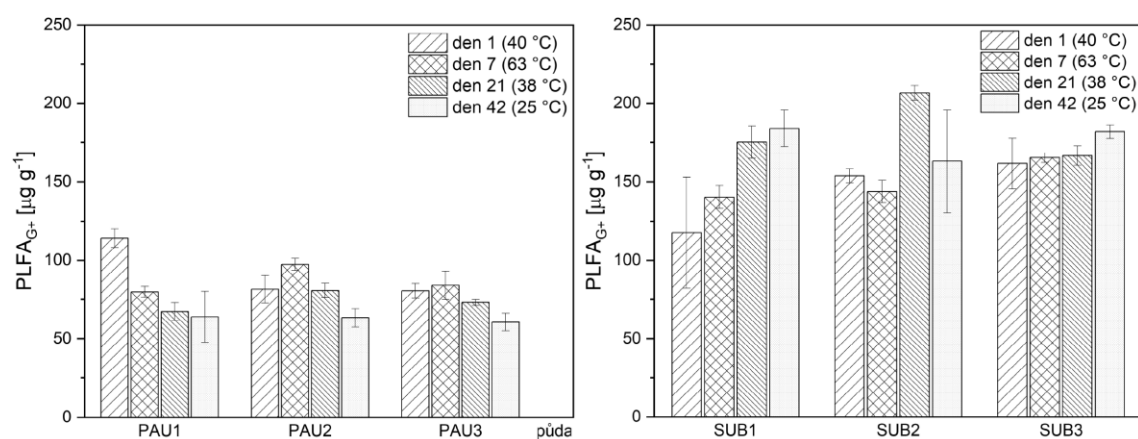 250
200
150
100
50
0
PLFA_G+ [µg g⁻¹]
den 1 (40 °C)
den 7 (63 °C)
den 21 (38 °C)
den 42 (25 °C)
PAU1 PAU2 PAU3 půda
250
200
150
100
50
0
PLFA_G+ [µg g⁻¹]
den 1 (40 °C)
den 7 (63 °C)
den 21 (38 °C)
den 42 (25 °C)
SUB1 SUB2 SUB3